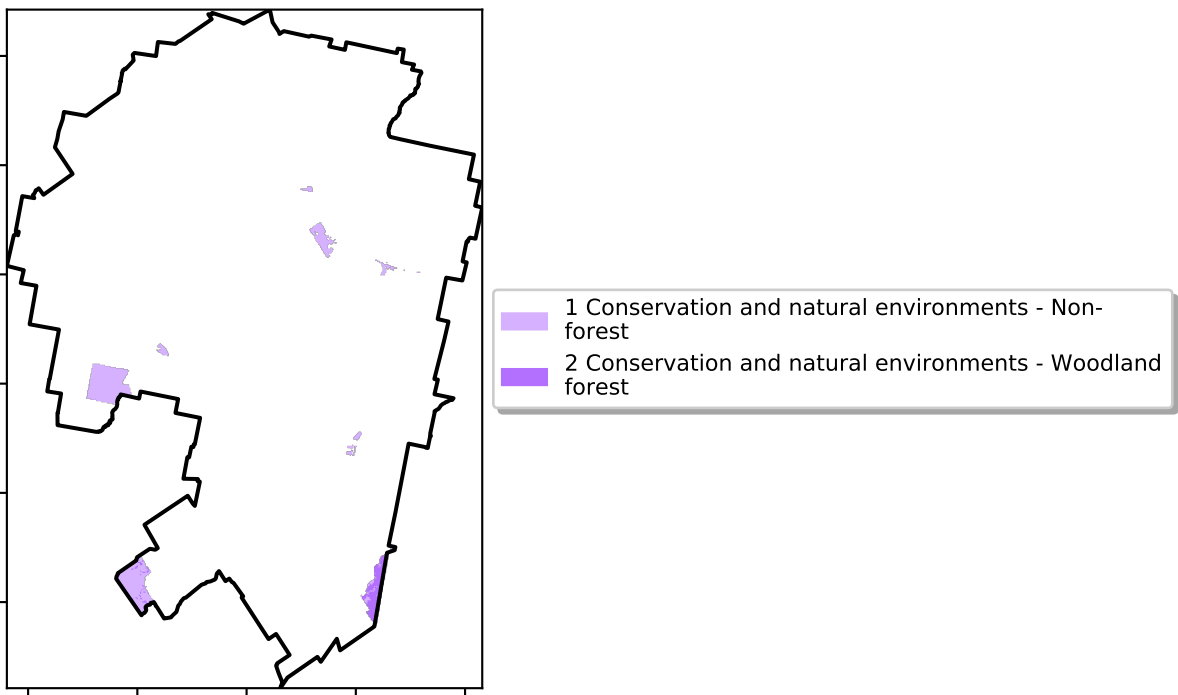 1 Conservation and natural environments - Non-
forest
2 Conservation and natural environments - Woodland
forest